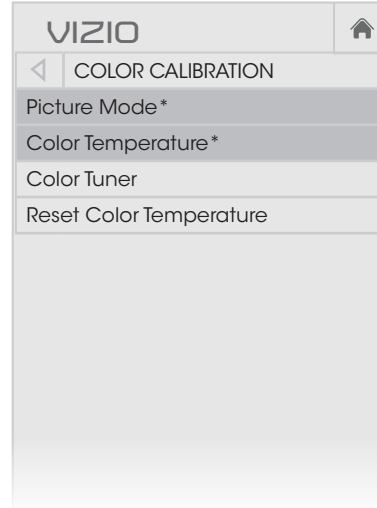 VIZIO
COLOR CALIBRATION
Picture Mode*
Color Temperature*
Color Tuner
Reset Color Temperature